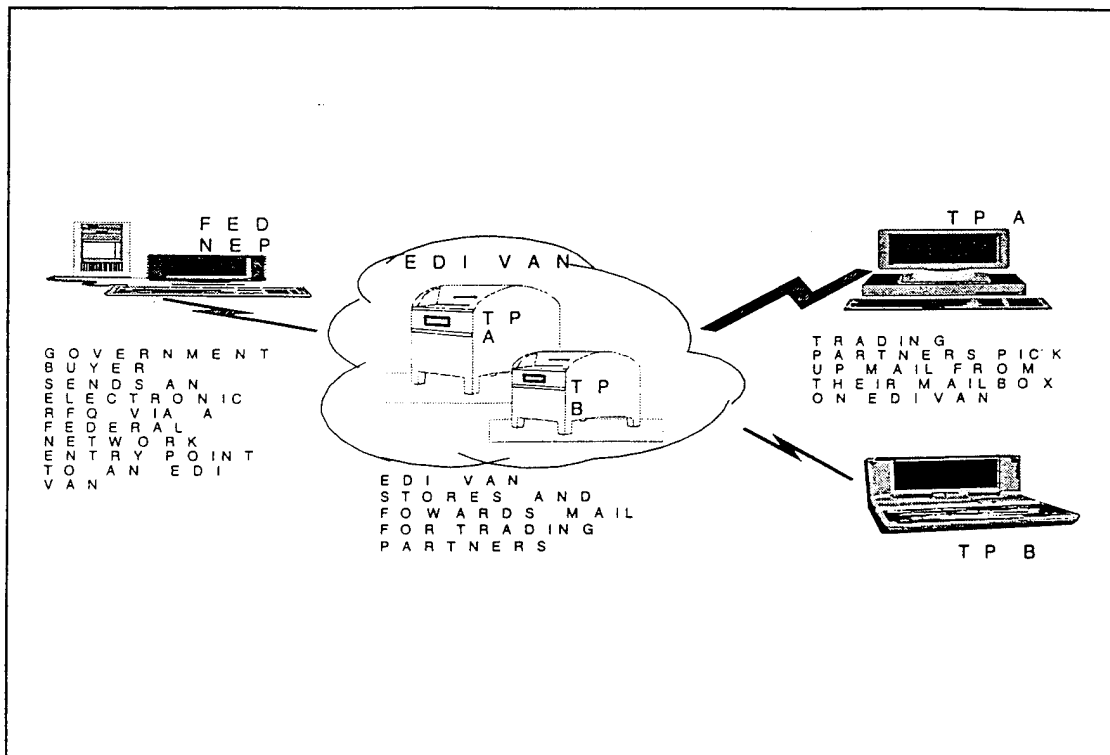 FED
NEP
GOVERNMENT
BUYER
SENDS AN
ELECTRONIC
RFQ VIA A
FEDERAL
NETWORK
ENTRY POINT
TO AN EDI
VAN
EDI VAN
TP
A
TP
B
EDI VAN
STORES AND
FOWARDS MAIL
FOR TRADING
PARTNERS
TP A
TRADING
PARTNERS PICK
UP MAIL FROM
THEIR MAILBOX
ON EDI VAN
TP B